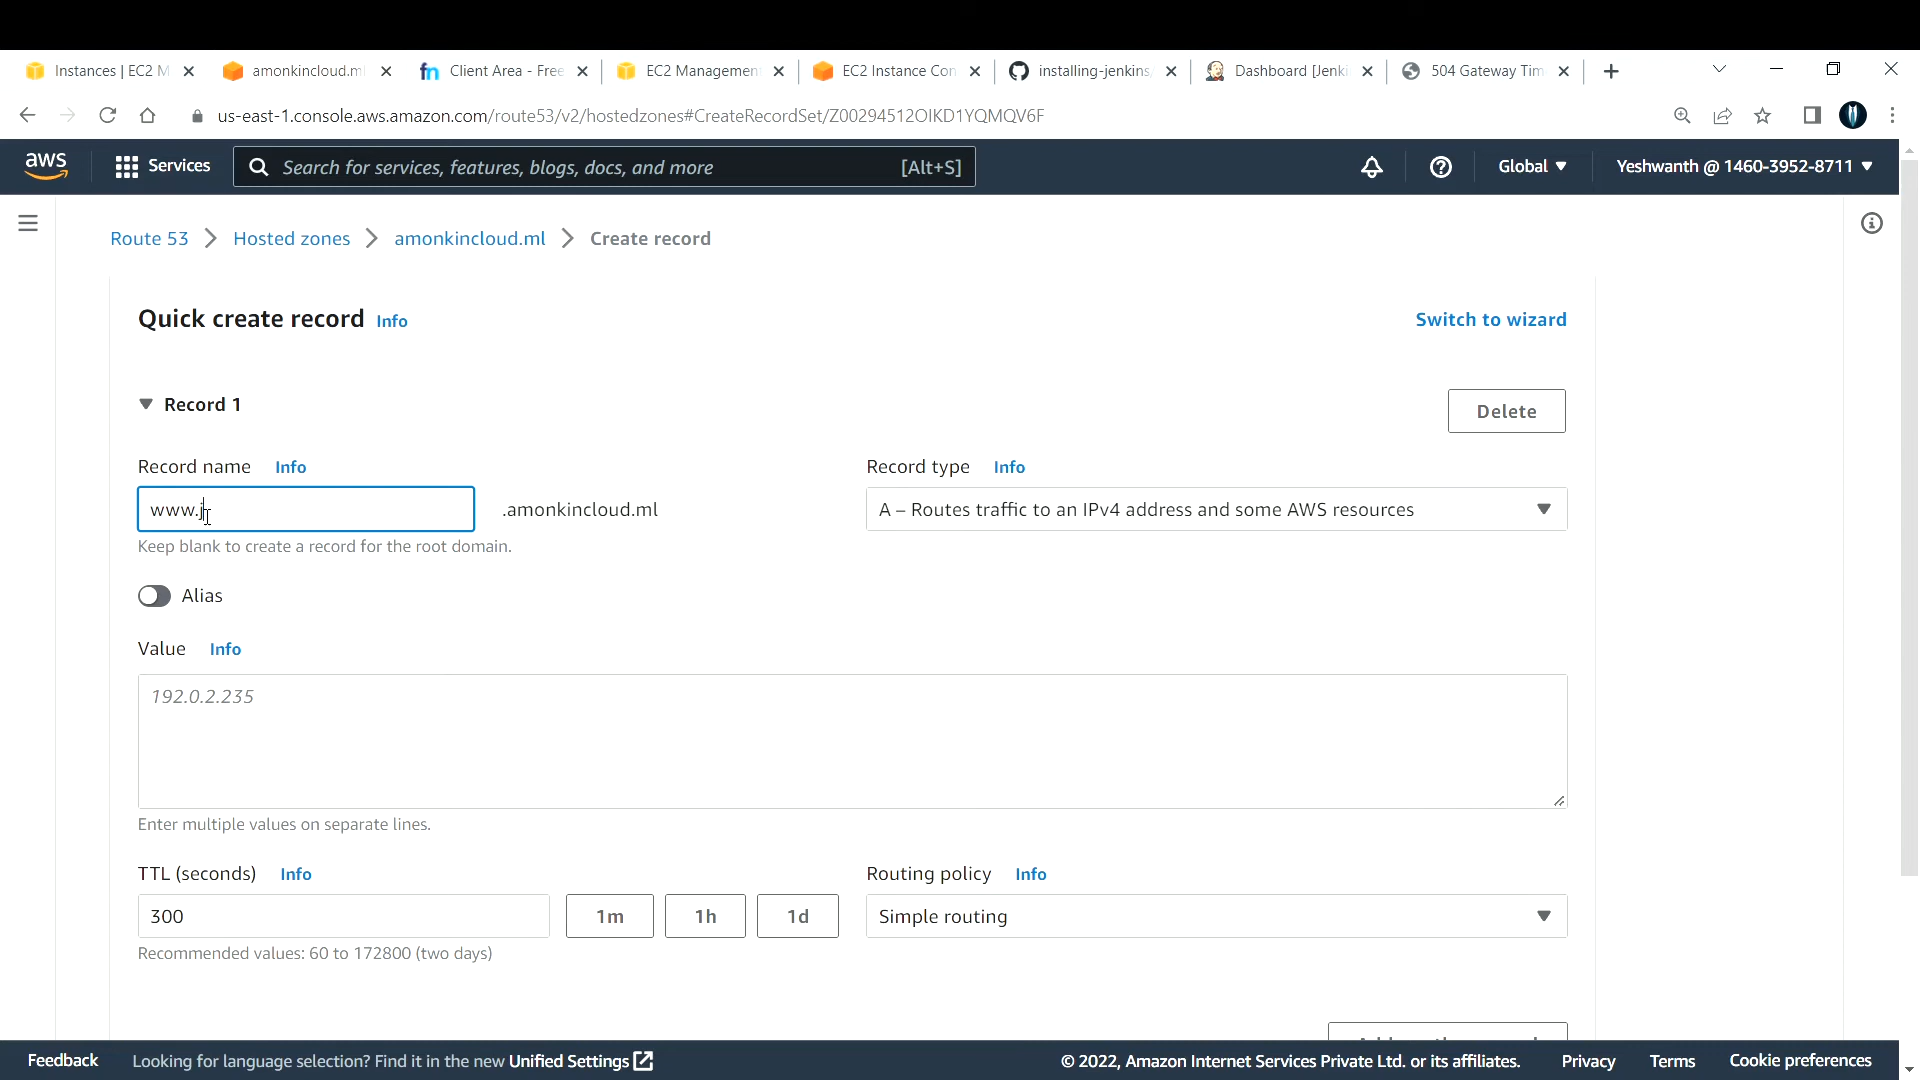 Instances | EC2 M
amonkincloud.ml
Client Area - Free
EC2 Management
EC2 Instance Con
installing-jenkins
Dashboard [Jenki
504 Gateway Tim
us-east-1.console.aws.amazon.com/route53/v2/hostedzones#CreateRecordSet/Z00294512OIKD1YQMQV6F
aws
Services
Search for services, features, blogs, docs, and more
[Alt+S]
Global
Yeshwanth @ 1460-3952-8711
Route 53
Hosted zones
amonkincloud.ml
Create record
Quick create record Info
Switch to wizard
Record 1
Delete
Record name Info
Record type Info
www.j
.amonkincloud.ml
A – Routes traffic to an IPv4 address and some AWS resources
Keep blank to create a record for the root domain.
Alias
Value Info
192.0.2.235
Enter multiple values on separate lines.
TTL (seconds) Info
Routing policy Info
300
1m
1h
1d
Simple routing
Recommended values: 60 to 172800 (two days)
Feedback
Looking for language selection? Find it in the new Unified Settings
© 2022, Amazon Internet Services Private Ltd. or its affiliates.
Privacy
Terms
Cookie preferences